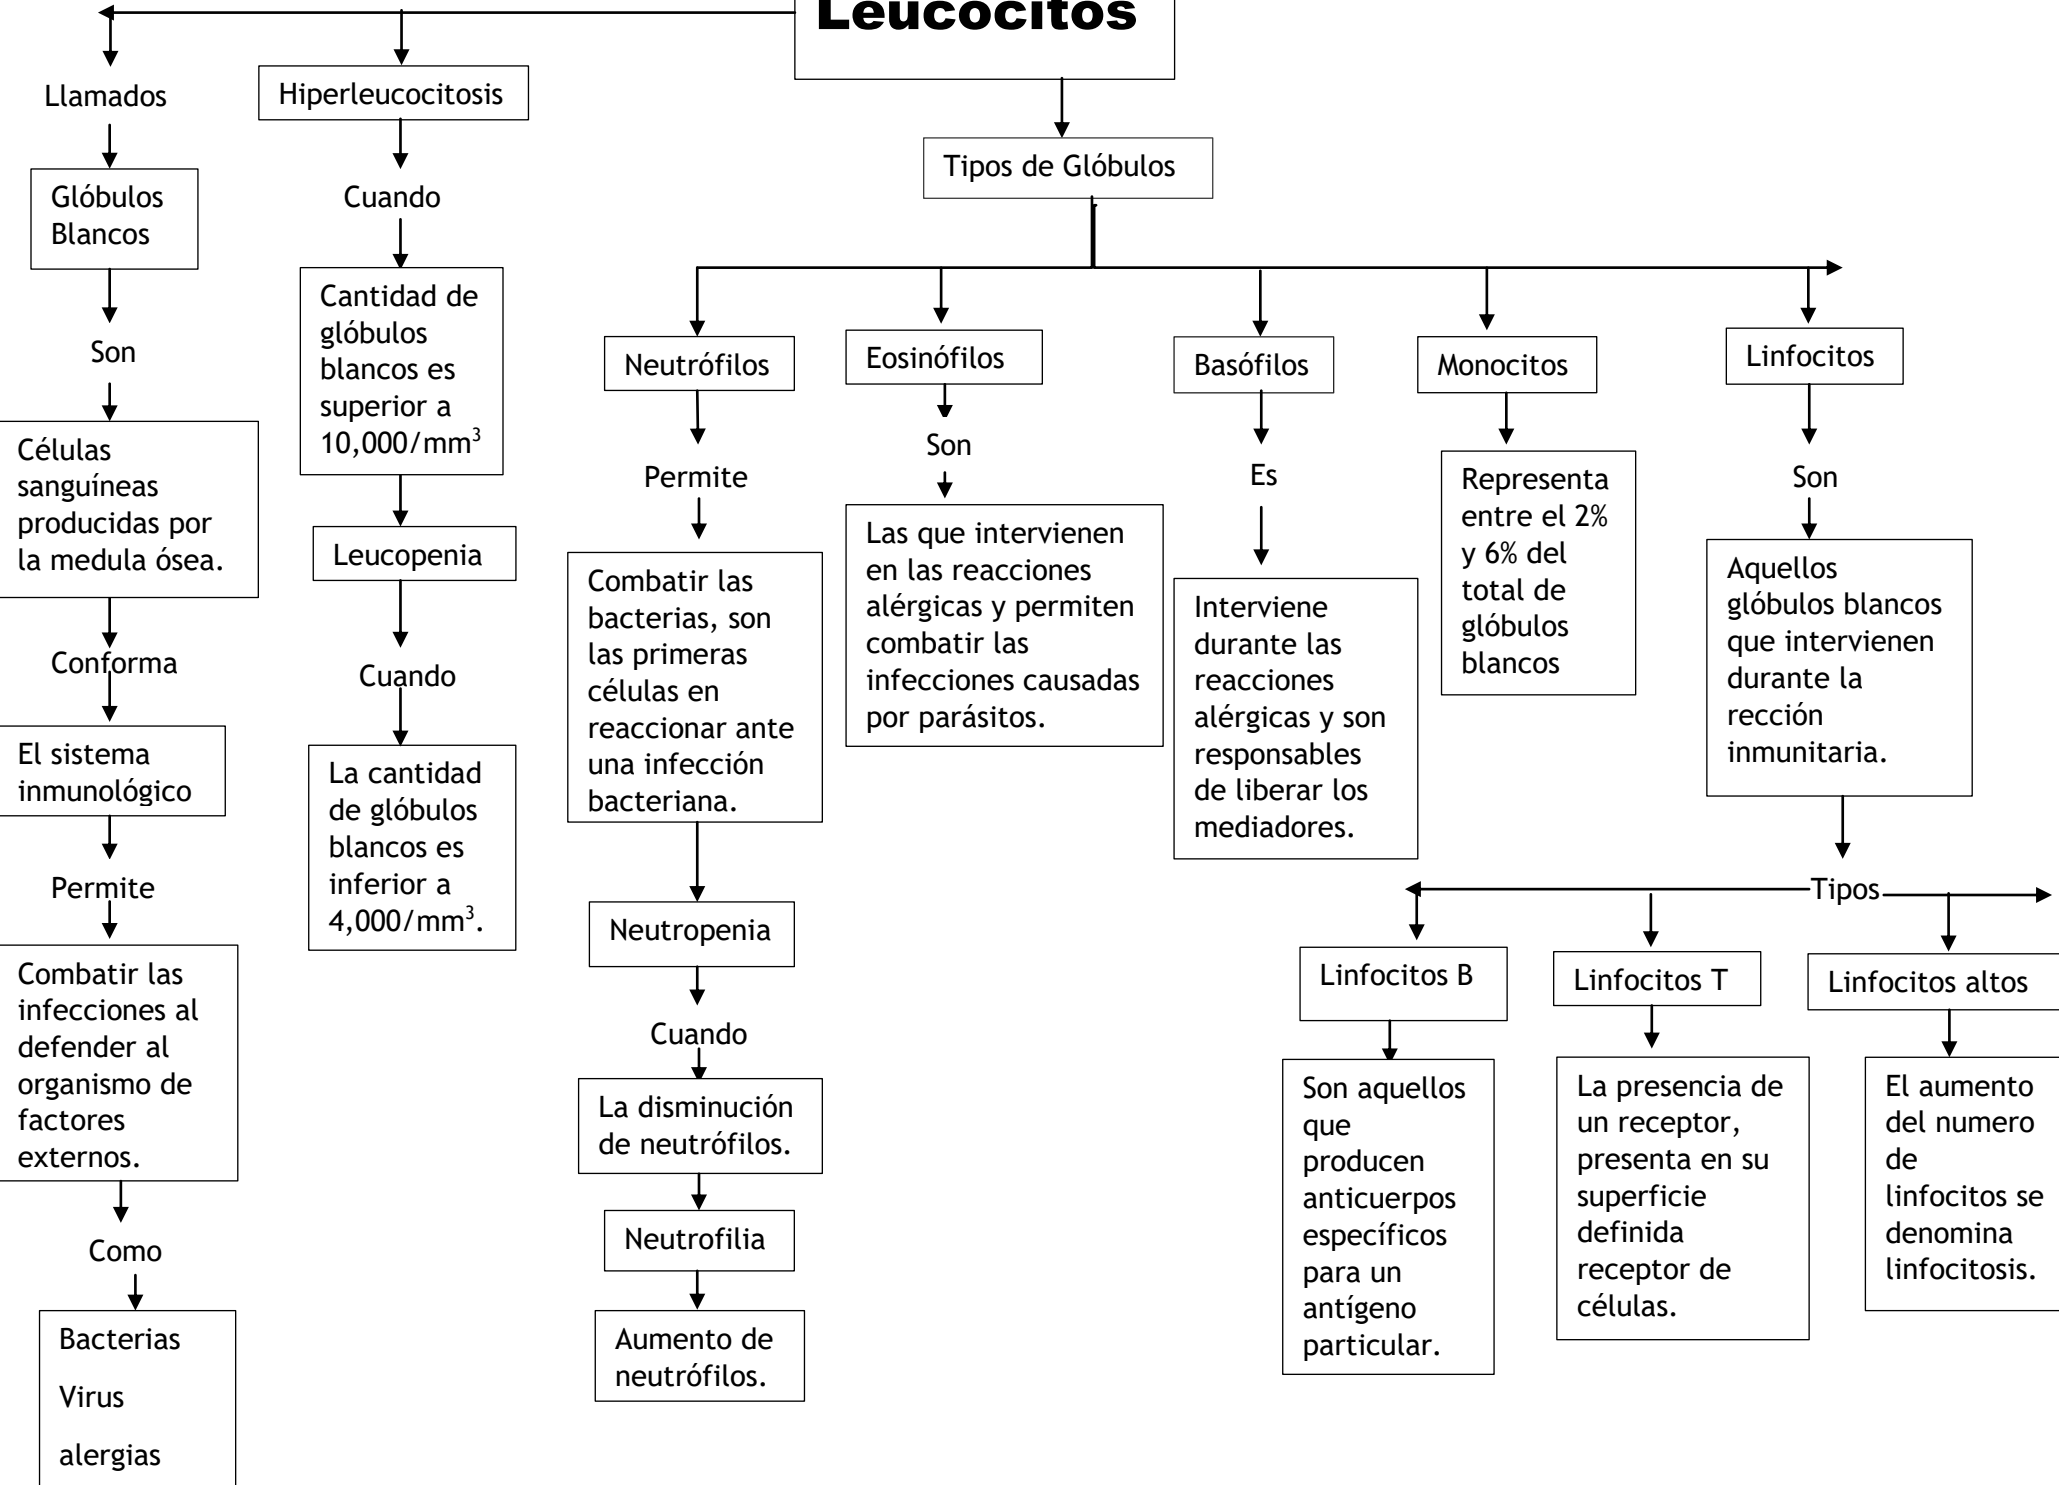 Leucocitos
Llamados
Glóbulos
Blancos
Son
Células
sanguíneas
producidas por
la medula ósea.
Conforma
El sistema
inmunológico
Permite
Combatir las
infecciones al
defender al
organismo de
factores
externos.
Como
Bacterias
Virus
alergias
Hiperleucocitosis
Cuando
Cantidad de
glóbulos
blancos es
superior a
10,000/mm³
Leucopenia
Cuando
La cantidad
de glóbulos
blancos es
inferior a
4,000/mm³.
Tipos de Glóbulos
Neutrófilos
Permite
Combatir las
bacterias, son
las primeras
células en
reaccionar ante
una infección
bacteriana.
Neutropenia
Cuando
La disminución
de neutrófilos.
Neutrofilia
Aumento de
neutrófilos.
Eosinófilos
Son
Las que intervienen
en las reacciones
alérgicas y permiten
combatir las
infecciones causadas
por parásitos.
Basófilos
Es
Interviene
durante las
reacciones
alérgicas y son
responsables
de liberar los
mediadores.
Monocitos
Representa
entre el 2%
y 6% del
total de
glóbulos
blancos
Linfocitos
Son
Aquellos
glóbulos blancos
que intervienen
durante la
rección
inmunitaria.
Tipos
Linfocitos B
Son aquellos
que
producen
anticuerpos
específicos
para un
antígeno
particular.
Linfocitos T
La presencia de
un receptor,
presenta en su
superficie
definida
receptor de
células.
Linfocitos altos
El aumento
del numero
de
linfocitos se
denomina
linfocitosis.